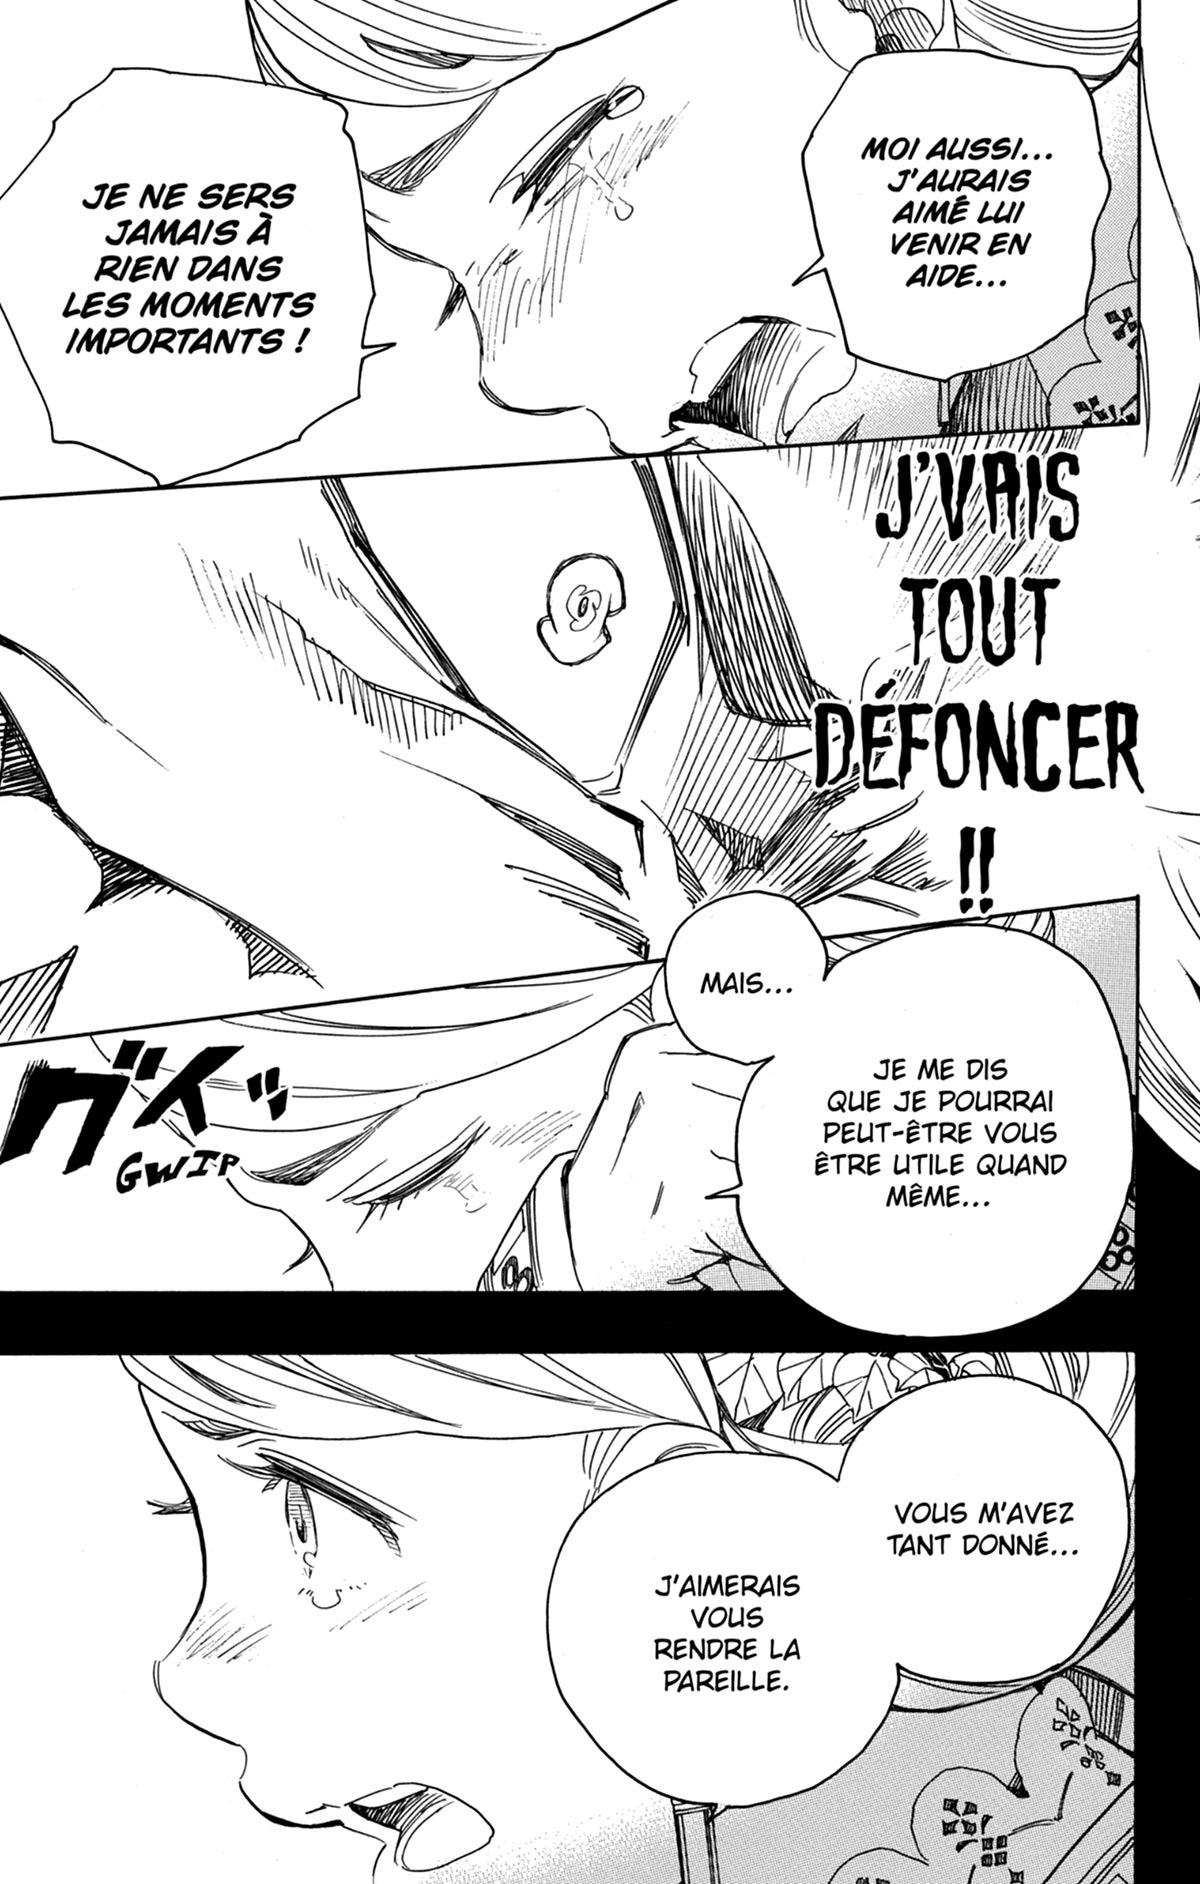 MOI AUSSI...
J'AURAIS
AIMÉ LUI
VENIR EN
AIDE...
JE NE SERS
JAMAIS À
RIEN DANS
LES MOMENTS
IMPORTANTS !
J'VAIS
TOUT
DÉFONCER
!!
MAIS...
JE ME DIS
QUE JE POURRAI
PEUT-ÊTRE VOUS
ÊTRE UTILE QUAND
MÊME...
グイッ
GWIP
VOUS M'AVEZ
TANT DONNÉ...
J'AIMERAIS
VOUS
RENDRE LA
PAREILLE.